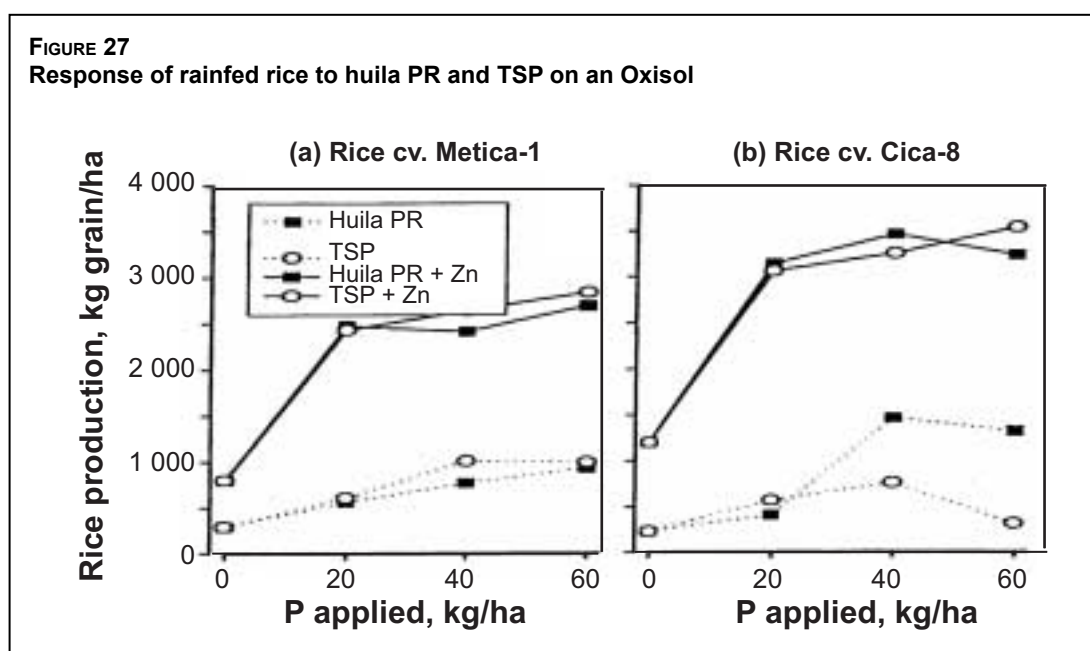 FIGURE 27
Response of rainfed rice to huila PR and TSP on an Oxisol
(a) Rice cv. Metica-1
(b) Rice cv. Cica-8
Rice production, kg grain/ha
4 000
3 000
2 000
1 000
0
Huila PR
TSP
Huila PR + Zn
TSP + Zn
0 20 40 60
0 20 40 60
P applied, kg/ha
P applied, kg/ha